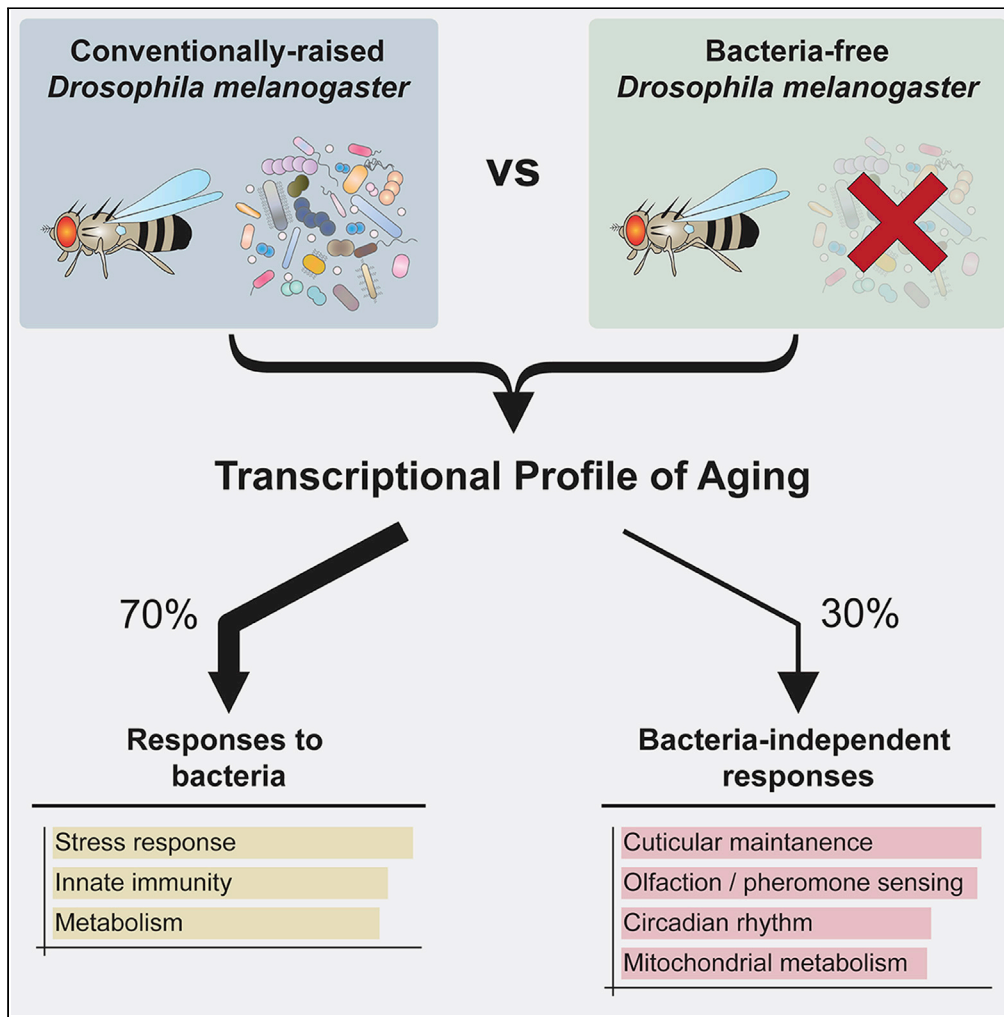 Conventionally-raised
Drosophila melanogaster
vs
Bacteria-free
Drosophila melanogaster
Transcriptional Profile of Aging
70%
30%
Responses to
bacteria
Stress response
Innate immunity
Metabolism
Bacteria-independent
responses
Cuticular maintanence
Olfaction / pheromone sensing
Circadian rhythm
Mitochondrial metabolism